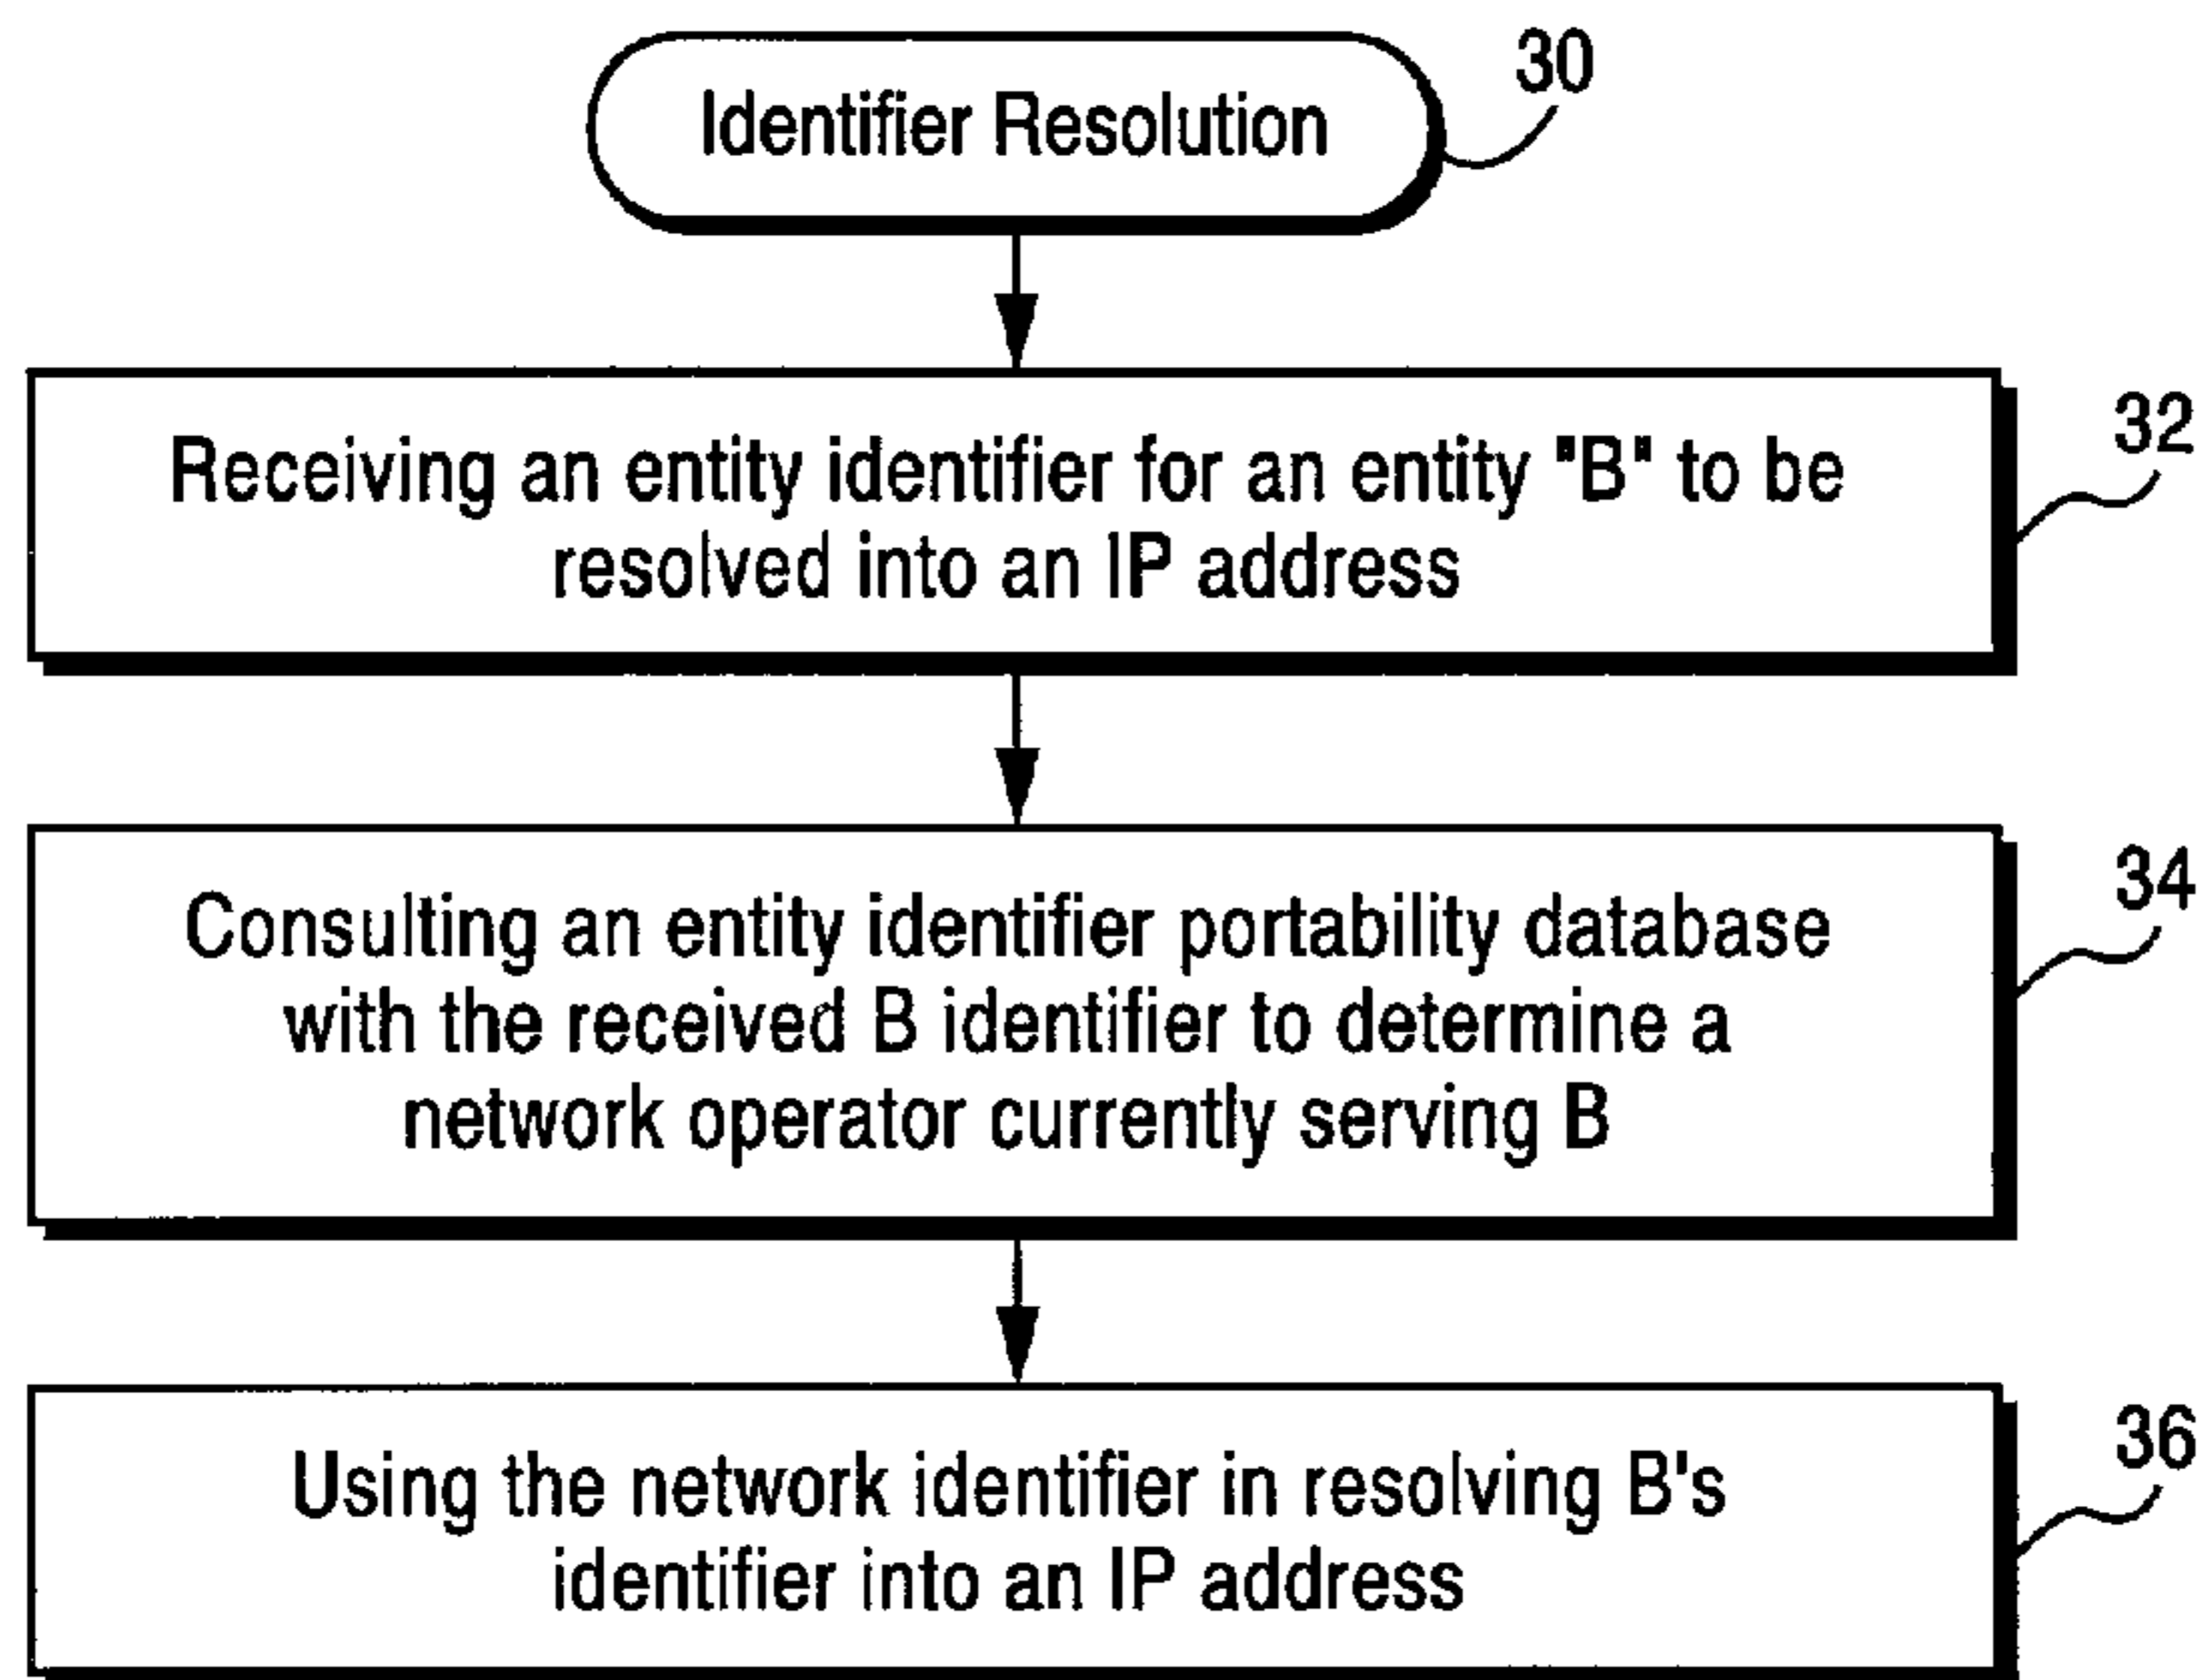 Identifier Resolution
30
Receiving an entity identifier for an entity "B" to be
resolved into an IP address
32
Consulting an entity identifier portability database
with the received B identifier to determine a
network operator currently serving B
34
Using the network identifier in resolving B's
identifier into an IP address
36